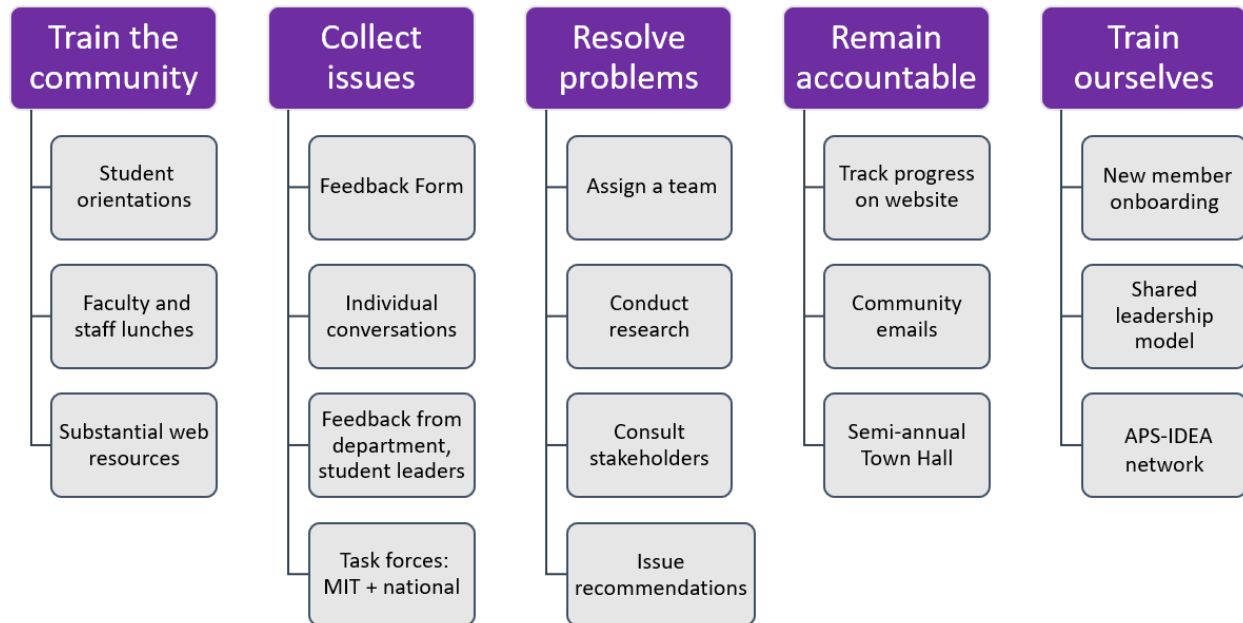 Train the
community
Student
orientations
Faculty and
staff lunches
Substantial web
resources
Collect
issues
Feedback Form
Individual
conversations
Feedback from
department,
student leaders
Task forces:
MIT + national
Resolve
problems
Assign a team
Conduct
research
Consult
stakeholders
Issue
recommendations
Remain
accountable
Track progress
on website
Community
emails
Semi-annual
Town Hall
Train
ourselves
New member
onboarding
Shared
leadership
model
APS-IDEA
network